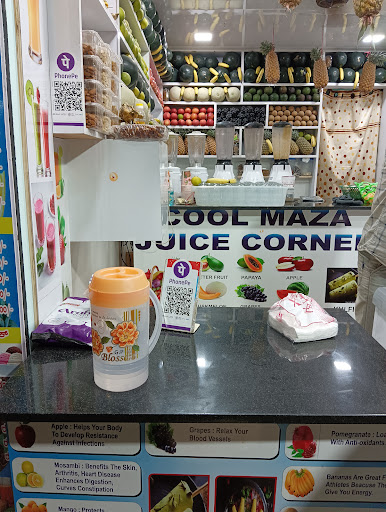 पे
PhonePe
COOL MAZA
JUICE CORNER
पे
PhonePe
PAPAYA
APPLE
Blosso
Apple : Helps Your Body
To Develop Resistance
Against Infections
Mosambi : Benefits The Skin,
Arthritis, Heart Disease
Enhances Digestion,
Curves Constipation
Mango : Protects
Grapes : Relax Your
Blood Vessels
Pomegranate :
With Anti-oxidants
Bananas Are Great F
Athletes Because The
Give You Energy